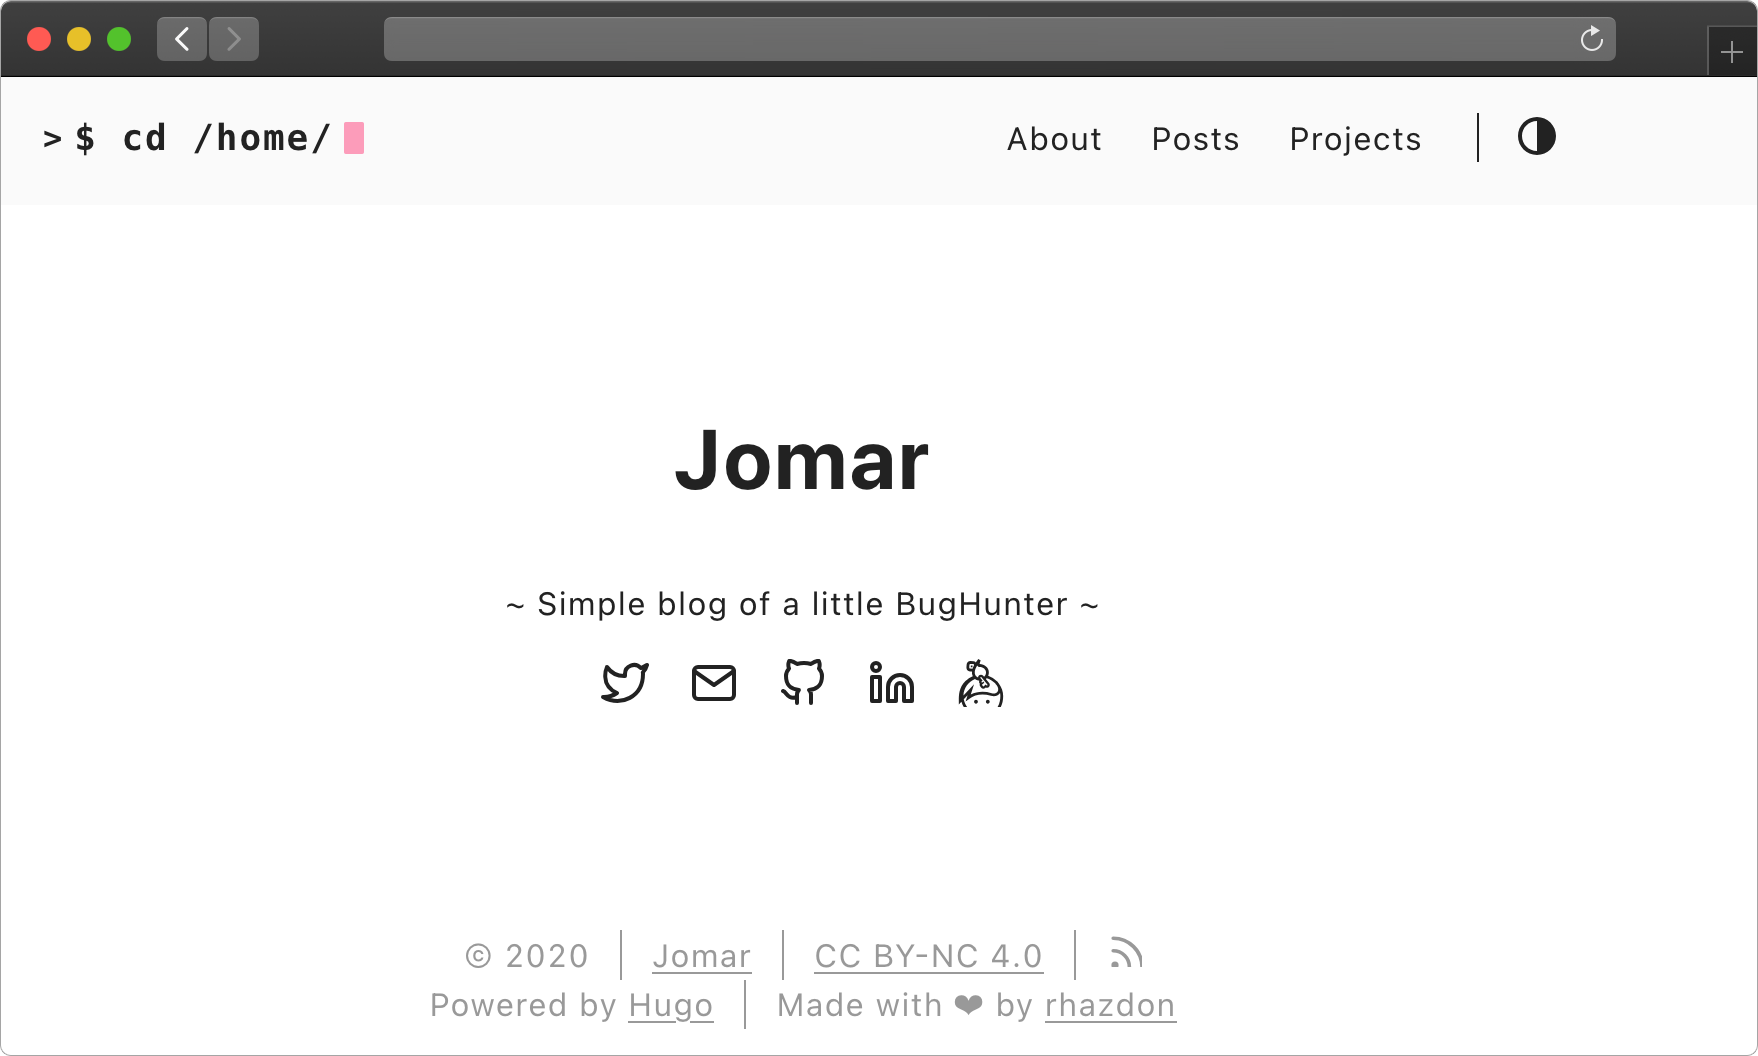 > $ cd /home/
About Posts Projects
Jomar
~ Simple blog of a little BugHunter ~
© 2020 Jomar CC BY-NC 4.0
Powered by Hugo Made with ❤ by rhazdon